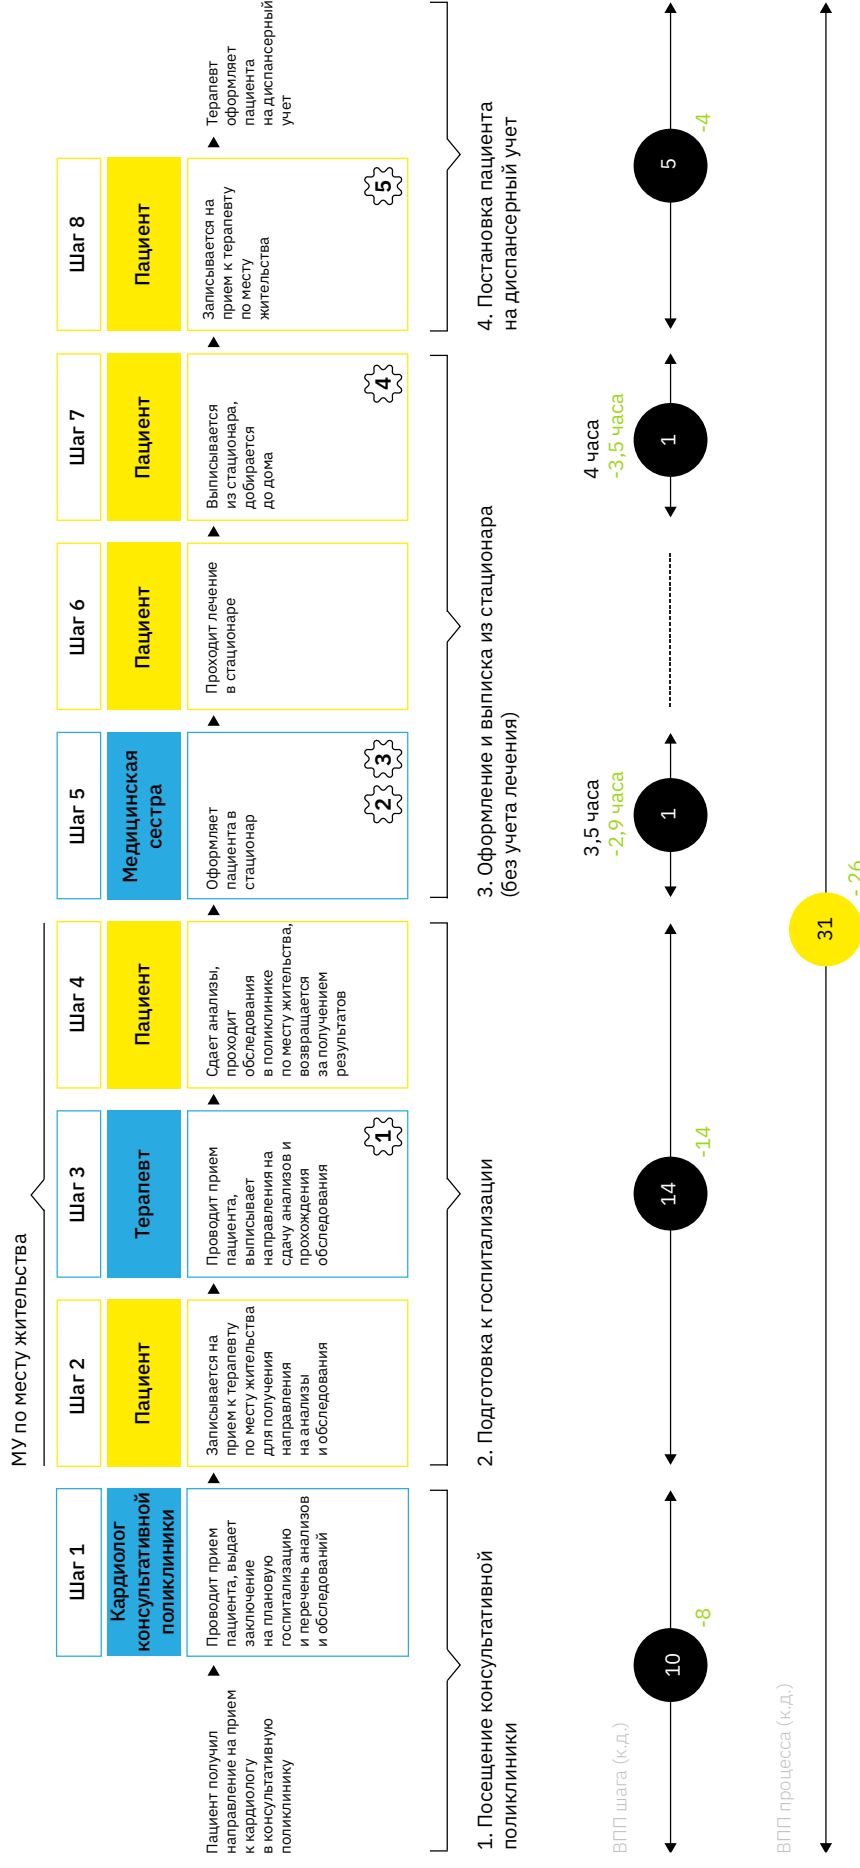 МУ по месту жительства
Пациент получил
направление на прием
к кардиологу
в консультативную
поликлинику
Шаг 1
Кардиолог
консультативной
поликлиники
Проводит прием
пациента, выдает
заключение
на плановую
госпитализацию
и перечень анализов
и обследований
Шаг 2
Пациент
Записывается на
прием к терапевту
по месту жительства
для получения
направления
на анализы
и обследования
Шаг 3
Терапевт
Проводит прием
пациента,
выписывает
направления на
сдачу анализов и
прохождения
обследования
1
Шаг 4
Пациент
Сдает анализы,
проходит
обследования
в поликлинике
по месту жительства,
возвращается
за получением
результатов
Шаг 5
Медицинская
сестра
Оформляет
пациента в
стационар
2 3
Шаг 6
Пациент
Проходит лечение
в стационаре
Шаг 7
Пациент
Выписывается
из стационара,
добирается
до дома
4
Шаг 8
Пациент
Записывается на
прием к терапевту
по месту
жительства
5
Терапевт
оформляет
пациента
на диспансерный
учет
1. Посещение консультативной
поликлиники
2. Подготовка к госпитализации
3. Оформление и выписка из стационара
(без учета лечения)
4. Постановка пациента
на диспансерный учет
ВПП шага (к.д.)
10
-8
14
-14
3,5 часа
-2,9 часа
1
4 часа
-3,5 часа
1
5
-4
ВПП процесса (к.д.)
31
-26